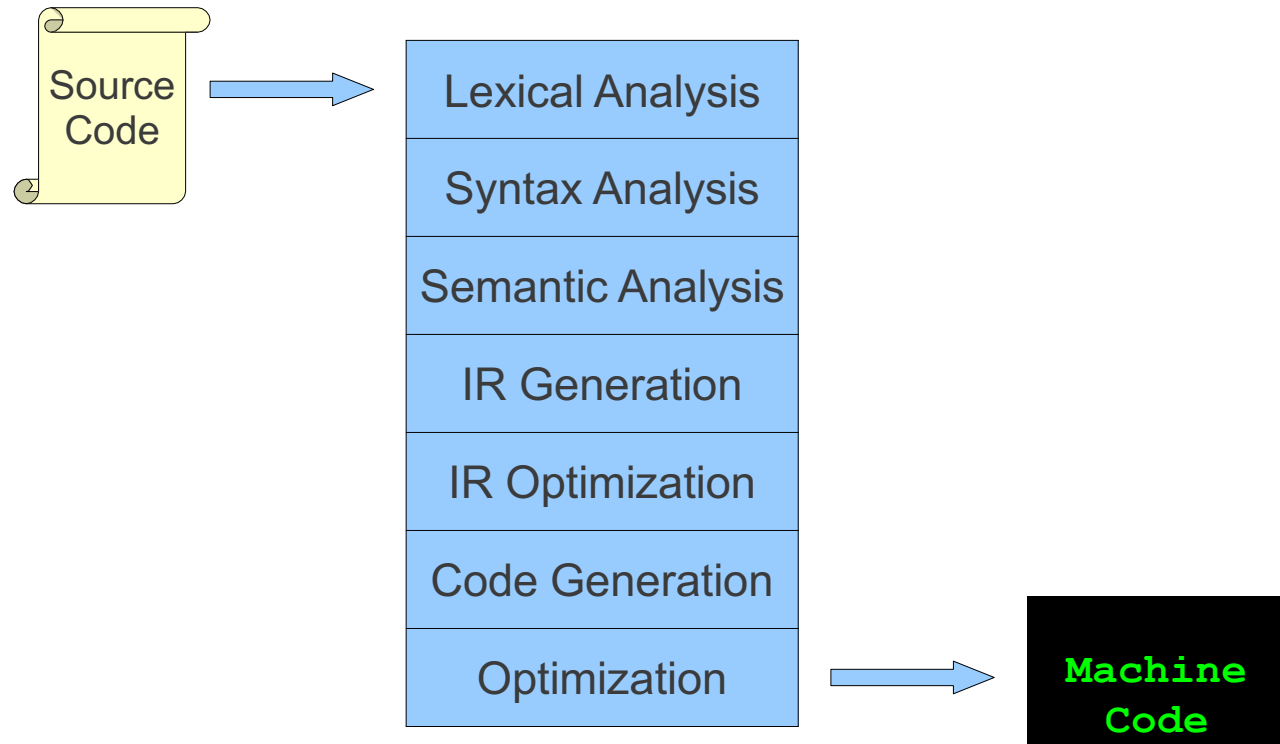 Source
Code
Lexical Analysis
Syntax Analysis
Semantic Analysis
IR Generation
IR Optimization
Code Generation
Optimization
Machine
Code